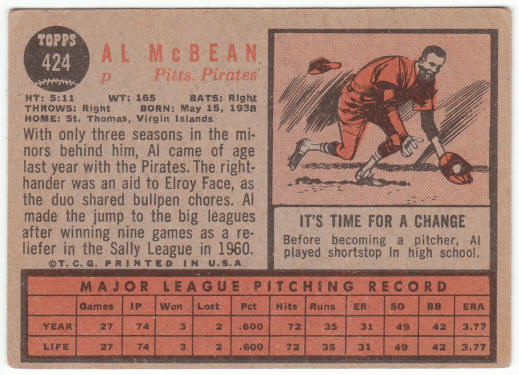 TOPPS
424
AL McBEAN
p Pitts. Pirates
HT: 5:11 WT: 165 BATS: Right
THROWS: Right BORN: May 15, 1938
HOME: St. Thomas, Virgin Islands
With only three seasons in the mi-
nors behind him, Al came of age
last year with the Pirates. The right-
hander was an aid to Elroy Face, as
the duo shared bullpen chores. Al
made the jump to the big leagues
after winning nine games as a re-
liefer in the Sally League in 1960.
©T.C.G. PRINTED IN U.S.A.
IT'S TIME FOR A CHANGE
Before becoming a pitcher, Al
played shortstop in high school.
MAJOR LEAGUE PITCHING RECORD
Games IP Won Lost Pct Hits Runs ER SO BB ERA
YEAR 27 74 3 2 .600 72 35 31 49 42 3.77
LIFE 27 74 3 2 .600 72 35 31 49 42 3.77